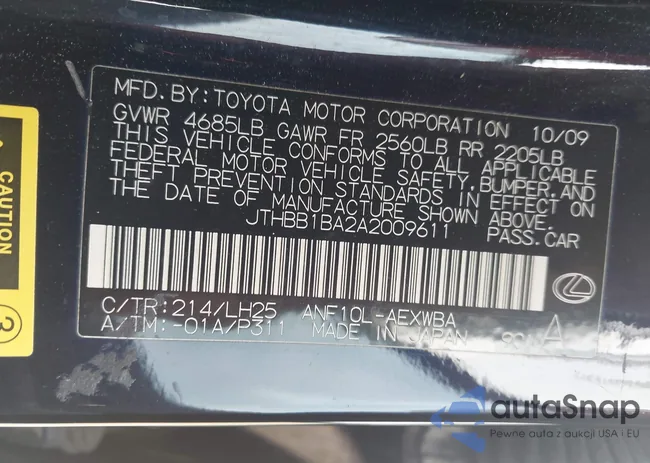 MFD.BY:TOYOTA MOTOR CORPORATION 10/09
GVWR 4685LB GAWR FR 2560LB RR 2205LB
THIS VEHICLE CONFORMS TO ALL APPLICABLE
FEDERAL MOTOR VEHICLE SAFETY,BUMPER,AND
THEFT PREVENTION STANDARDS IN EFFECT ON
THE DATE OF MANUFACTURE SHOWN ABOVE.
JTHBB1BA2A2009611 PASS.CAR
C/TR:214/LH25 ANF10L-AEXWBA
A/TM:-01A/P311 MADE IN JAPAN A
CAUTION
3
autaSnap
Pewne auta z aukcji USA i EU